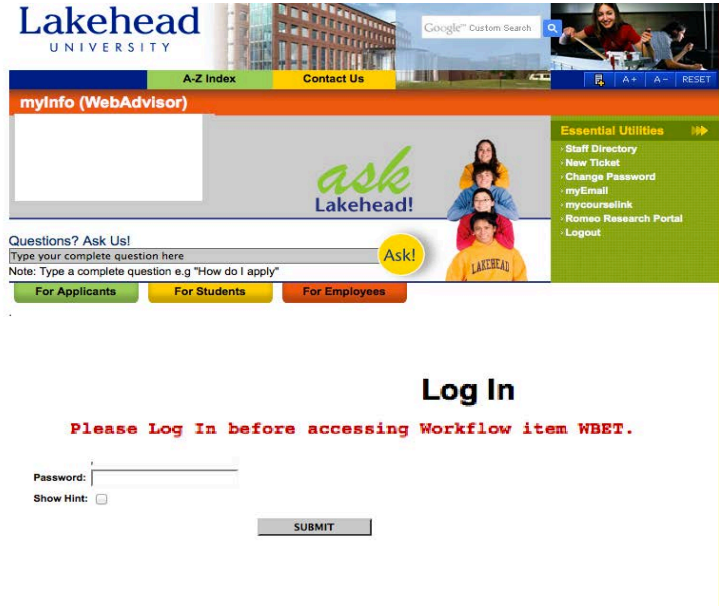 Lakehead
UNIVERSITY
Google™ Custom Search
A-Z Index
Contact Us
A+
A-
RESET
myInfo (WebAdvisor)
ask
Lakehead!
LAKEHEAD
Essential Utilities
Staff Directory
New Ticket
Change Password
myEmail
mycourselink
Romeo Research Portal
Logout
Questions? Ask Us!
Type your complete question here
Ask!
Note: Type a complete question e.g "How do I apply"
For Applicants
For Students
For Employees
Log In
Please Log In before accessing Workflow item WBET.
Password:
Show Hint:
SUBMIT